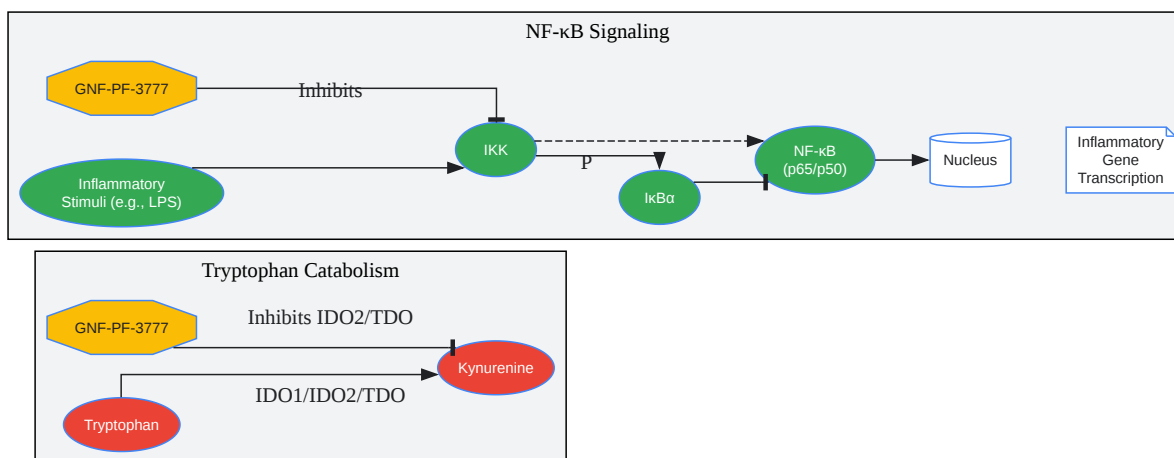 NF-κB Signaling
GNF-PF-3777
Inhibits
IKK
P
NF-κB
(p65/p50)
Nucleus
Inflammatory
Gene
Transcription
Inflammatory
Stimuli (e.g., LPS)
IκBα
Tryptophan Catabolism
GNF-PF-3777
Inhibits IDO2/TDO
Kynurenine
IDO1/IDO2/TDO
Tryptophan